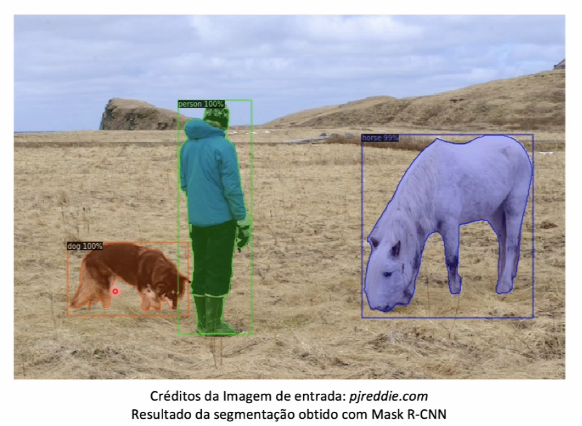 person 100%
horse 99%
dog 100%
Créditos da Imagem de entrada: pjreddie.com
Resultado da segmentação obtido com Mask R-CNN